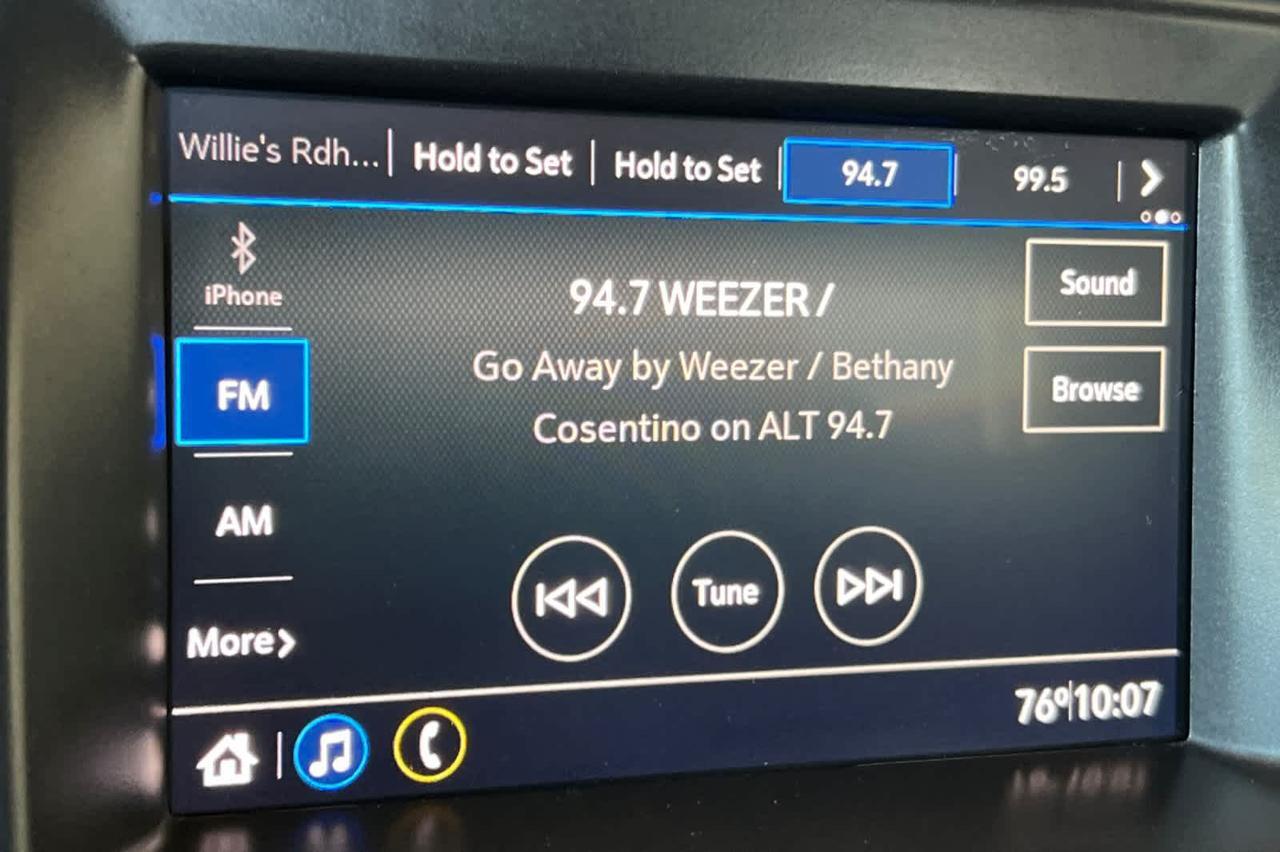 Willie's Rdh... Hold to Set Hold to Set 94.7 99.5
iPhone
Sound
94.7 WEEZER /
Go Away by Weezer / Bethany
Browse
FM
Cosentino on ALT 94.7
AM
Tune
More
76º 10:07